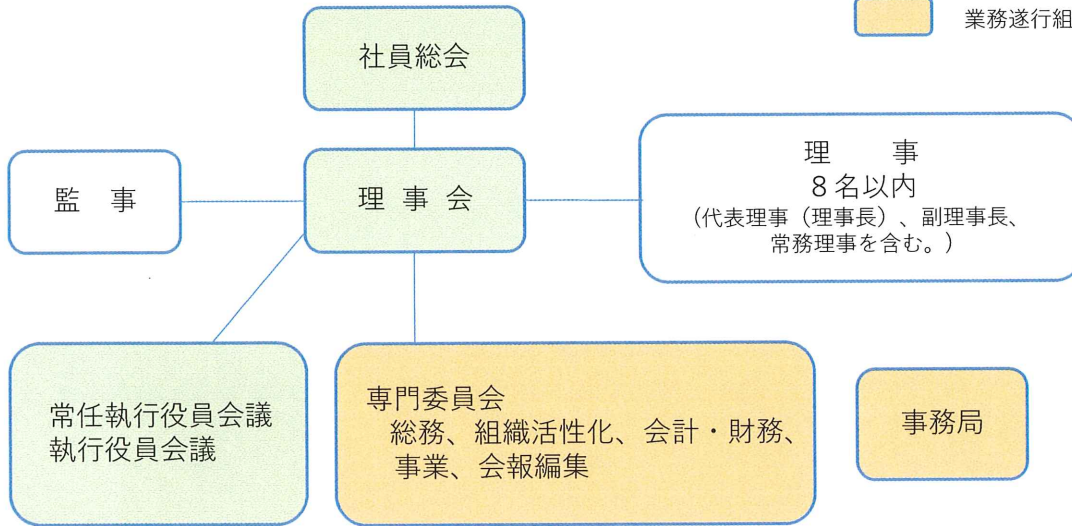 業務遂行組
社員総会
監　事
理 事 会
理　　事
8名以内
(代表理事（理事長）、副理事長、
常務理事を含む。)
常任執行役員会議
執行役員会議
専門委員会
総務、組織活性化、会計・財務、
事業、会報編集
事務局